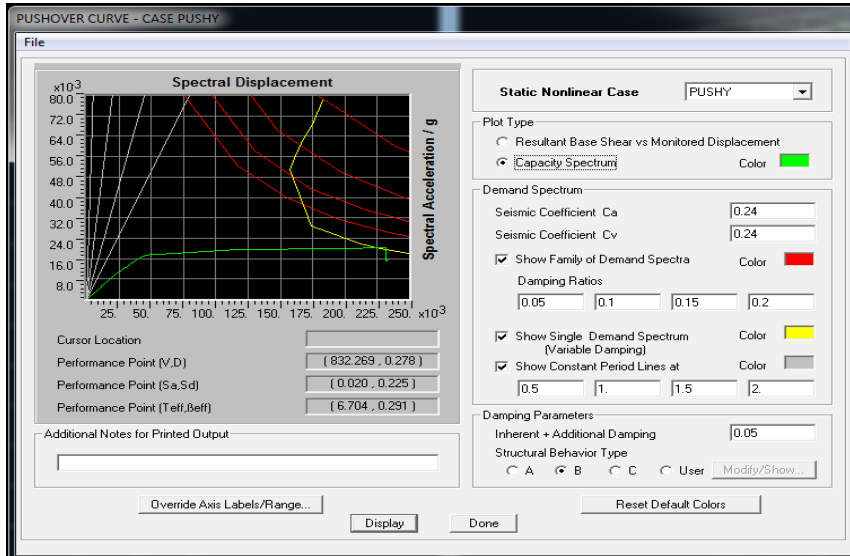 PUSHOVER CURVE - CASE PUSHY
File
Spectral Displacement
x10^3
80.0
72.0
64.0
56.0
48.0
40.0
32.0
24.0
16.0
8.0
25. 50. 75. 100. 125. 150. 175. 200. 225. 250. x10^-3
Spectral Acceleration / g
Cursor Location
Performance Point (V,D) ( 832.269 , 0.278 )
Performance Point (Sa,Sd) ( 0.020 , 0.225 )
Performance Point (Teff,ßeff) ( 6.704 , 0.291 )
Additional Notes for Printed Output
Override Axis Labels/Range...
Static Nonlinear Case PUSHY
Plot Type
Resultant Base Shear vs Monitored Displacement
Capacity Spectrum Color
Demand Spectrum
Seismic Coefficient Ca 0.24
Seismic Coefficient Cv 0.24
Show Family of Demand Spectra Color
Damping Ratios
0.05 0.1 0.15 0.2
Show Single Demand Spectrum Color
(Variable Damping)
Show Constant Period Lines at Color
0.5 1. 1.5 2.
Damping Parameters
Inherent + Additional Damping 0.05
Structural Behavior Type
A B C User Modify/Show...
Reset Default Colors
Display Done